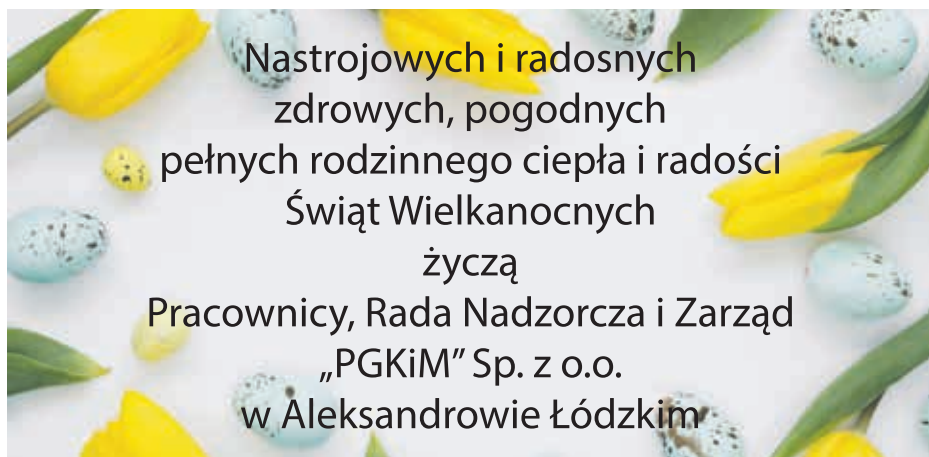 Nastrojowych i radosnych
zdrowych, pogodnych
pełnych rodzinnego ciepła i radości
Świąt Wielkanocnych
życzą
Pracownicy, Rada Nadzorcza i Zarząd
„PGKiM” Sp. z o.o.
w Aleksandrowie Łódzkim